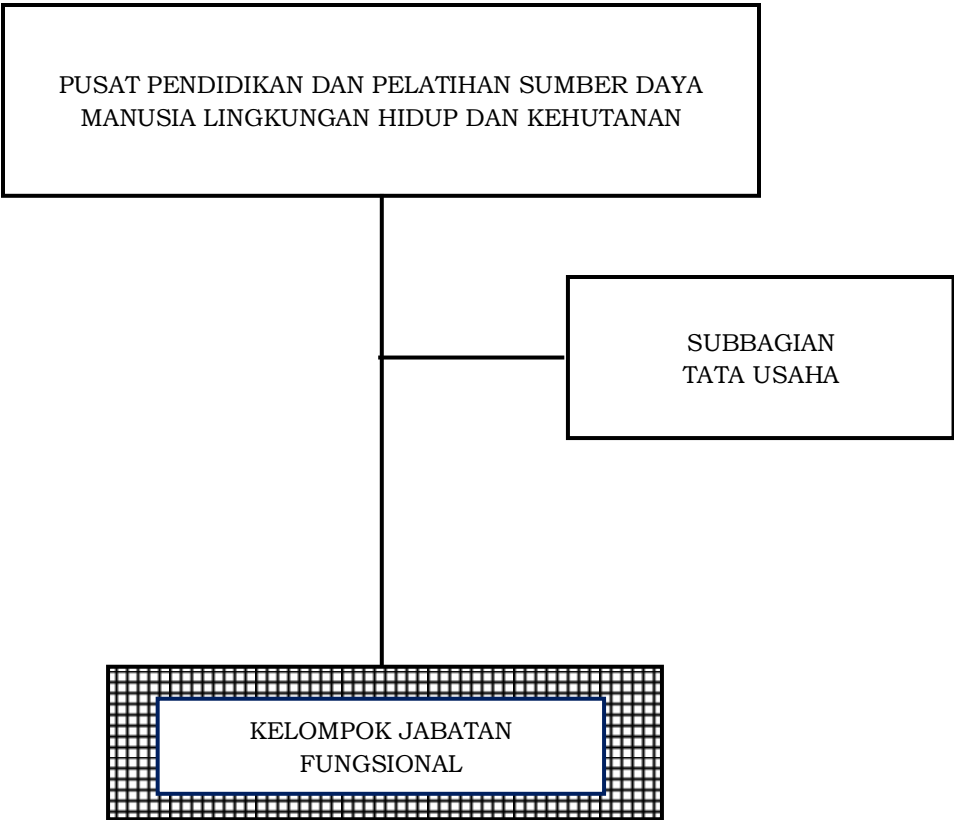 PUSAT PENDIDIKAN DAN PELATIHAN SUMBER DAYA
MANUSIA LINGKUNGAN HIDUP DAN KEHUTANAN
SUBBAGIAN
TATA USAHA
KELOMPOK JABATAN
FUNGSIONAL